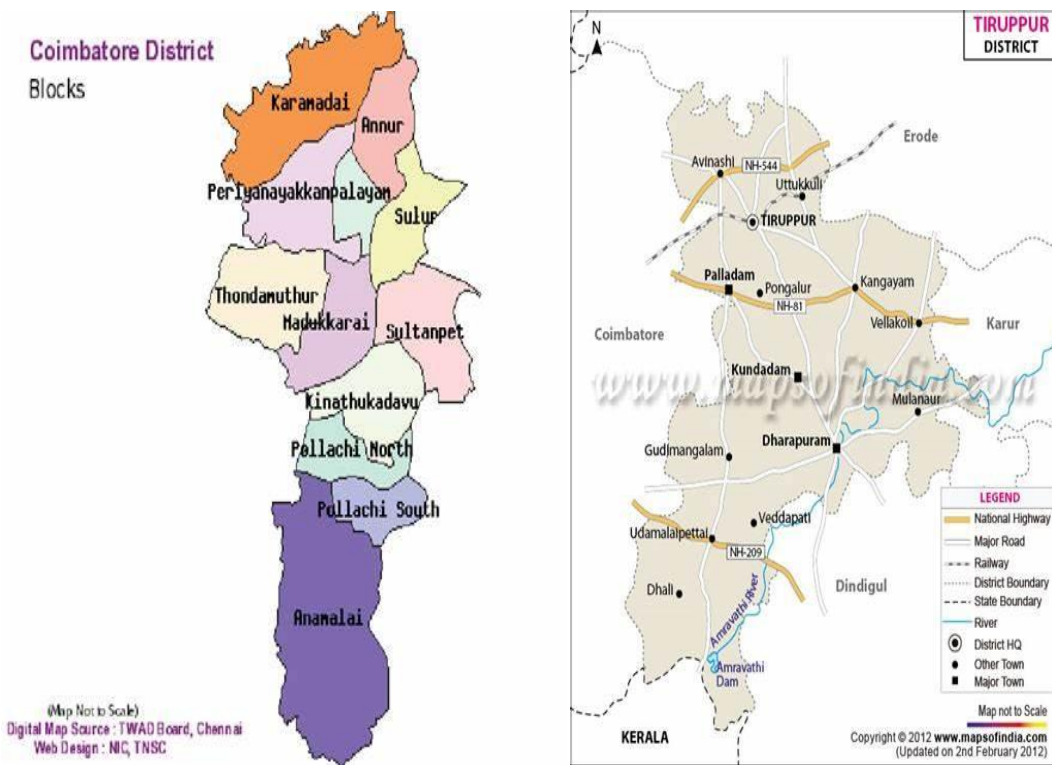 Coimbatore District
Blocks
Karamadai
Annur
Periyanayakkanpalayam
Sulur
Thondamuthur
Madukkarai
Sultanpet
Kinathukadavu
Pollachi North
Pollachi South
Anamalai
(Map Not to Scale)
Digital Map Source : TWAD Board, Chennai
Web Design : NIC, TNSC
TIRUPPUR
DISTRICT
N
Erode
Avinashi
NH-544
Uttukkuli
TIRUPPUR
Palladam
Pongalur
Kangayam
NH-81
Vellakoil
Karur
Coimbatore
Kundadam
www.mapsofindia.com
Mulanaur
Dharapuram
Gudimangalam
Veddapati
Udamalaipettai
NH-209
Dhali
Dindigul
Amravathi River
Amravathi
Dam
KERALA
LEGEND
National Highway
Major Road
Railway
District Boundary
State Boundary
River
District HQ
Other Town
Major Town
Map not to Scale
Copyright © 2012 www.mapsofindia.com
(Updated on 2nd February 2012)